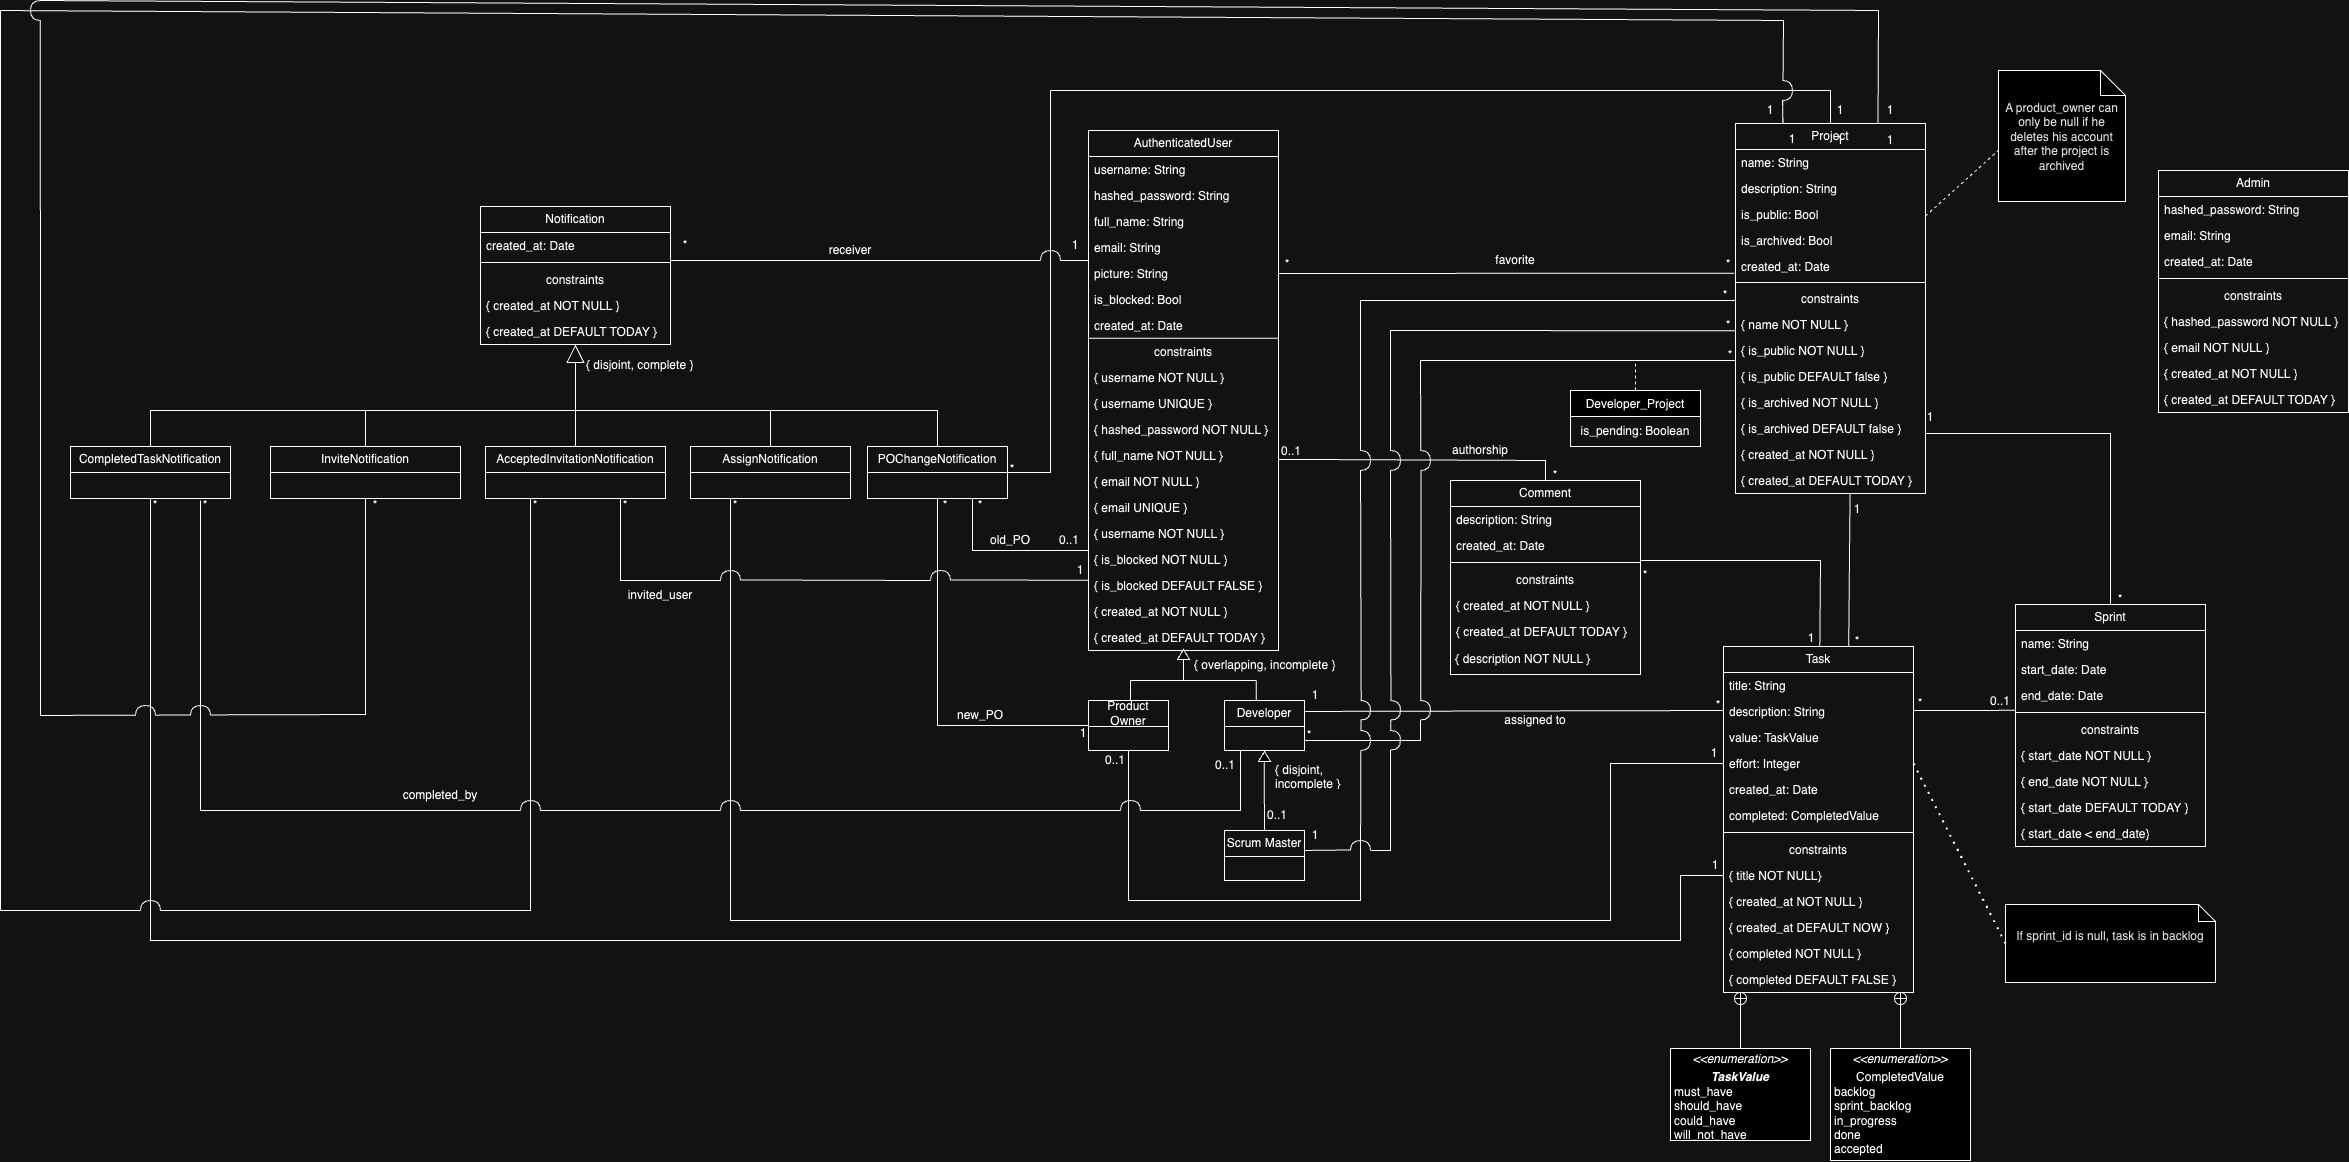 1
1
1
A product_owner can
only be null if he
deletes his account
after the project is
archived
Project
1
*
1
name: String
description: String
is_public: Bool
is_archived: Bool
created_at: Date
constraints
{ name NOT NULL }
{ is_public NOT NULL }
{ is_public DEFAULT false }
{ is_archived NOT NULL }
{ is_archived DEFAULT false }
{ created_at NOT NULL }
{ created_at DEFAULT TODAY }
Admin
hashed_password: String
email: String
created_at: Date
constraints
{ hashed_password NOT NULL }
{ email NOT NULL }
{ created_at NOT NULL }
{ created_at DEFAULT TODAY }
AuthenticatedUser
username: String
hashed_password: String
full_name: String
email: String
picture: String
is_blocked: Bool
created_at: Date
constraints
{ username NOT NULL }
{ username UNIQUE }
{ hashed_password NOT NULL }
{ full_name NOT NULL }
{ email NOT NULL }
{ email UNIQUE }
{ username NOT NULL }
{ is_blocked NOT NULL }
{ is_blocked DEFAULT FALSE }
{ created_at NOT NULL }
{ created_at DEFAULT TODAY }
{ overlapping, incomplete }
Notification
created_at: Date
constraints
{ created_at NOT NULL }
{ created_at DEFAULT TODAY }
{ disjoint, complete }
*
receiver
1
*
favorite
*
*
*
*
Developer_Project
is_pending: Boolean
CompletedTaskNotification
InviteNotification
AcceptedInvitationNotification
AssignNotification
POChangeNotification
*
*
*
*
*
*
*
*
*
old_PO
0..1
1
invited_user
0..1
authorship
*
Comment
description: String
created_at: Date
constraints
{ created_at NOT NULL }
{ created_at DEFAULT TODAY }
{ description NOT NULL }
*
1
1
*
1
*
Sprint
name: String
start_date: Date
end_date: Date
constraints
{ start_date NOT NULL }
{ end_date NOT NULL }
{ start_date DEFAULT TODAY }
{ start_date < end_date}
*
0..1
Task
title: String
description: String
value: TaskValue
effort: Integer
created_at: Date
completed: CompletedValue
constraints
{ title NOT NULL}
{ created_at NOT NULL }
{ created_at DEFAULT NOW }
{ completed NOT NULL }
{ completed DEFAULT FALSE }
Product
Owner
Developer
1
assigned to
*
*
new_PO
1
0..1
0..1
{ disjoint,
incomplete }
0..1
Scrum Master
1
completed_by
1
1
If sprint_id is null, task is in backlog
<<enumeration>>
TaskValue
must_have
should_have
could_have
will_not_have
<<enumeration>>
CompletedValue
backlog
sprint_backlog
in_progress
done
accepted